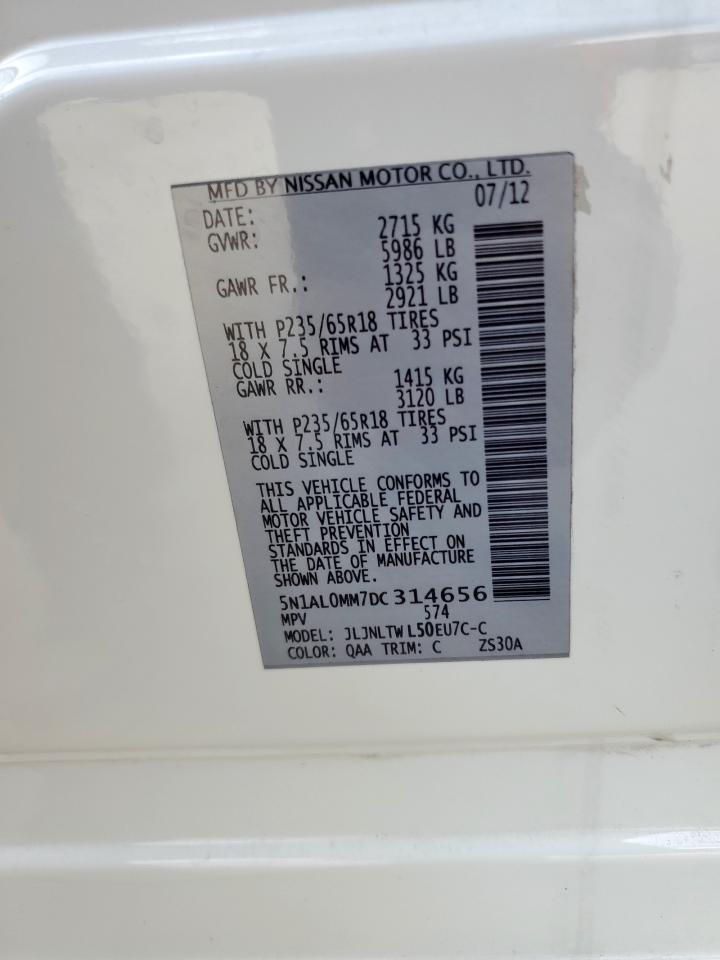 MFD BY NISSAN MOTOR CO., LTD.
DATE: 07/12
GVWR: 2715 KG
5986 LB
GAWR FR.: 1325 KG
2921 LB
WITH P235/65R18 TIRES
18 X 7.5 RIMS AT 33 PSI
COLD SINGLE
GAWR RR.: 1415 KG
3120 LB
WITH P235/65R18 TIRES
18 X 7.5 RIMS AT 33 PSI
COLD SINGLE
THIS VEHICLE CONFORMS TO
ALL APPLICABLE FEDERAL
MOTOR VEHICLE SAFETY AND
THEFT PREVENTION
STANDARDS IN EFFECT ON
THE DATE OF MANUFACTURE
SHOWN ABOVE.
5N1AL0MM7DC314656
MPV 574
MODEL: JLJNLTWL50EU7C-C
COLOR: QAA TRIM: C ZS30A